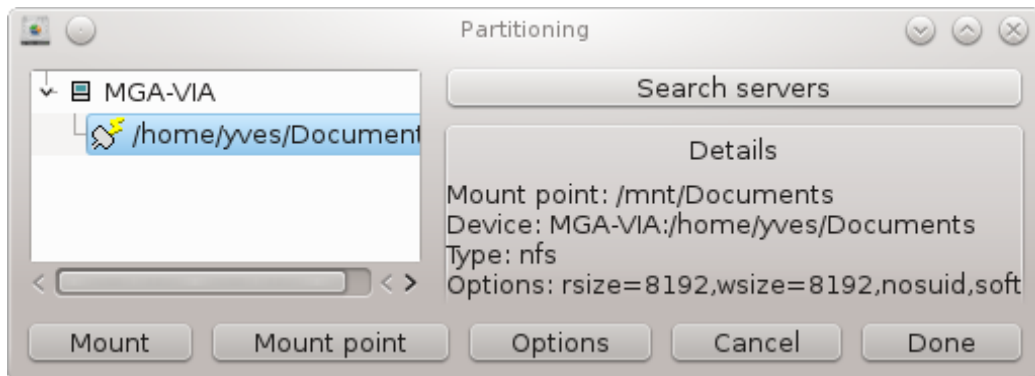 Partitioning
MGA-VIA
/home/yves/Document
Search servers
Details
Mount point: /mnt/Documents
Device: MGA-VIA:/home/yves/Documents
Type: nfs
Options: rsize=8192,wsize=8192,nosuid,soft
Mount
Mount point
Options
Cancel
Done